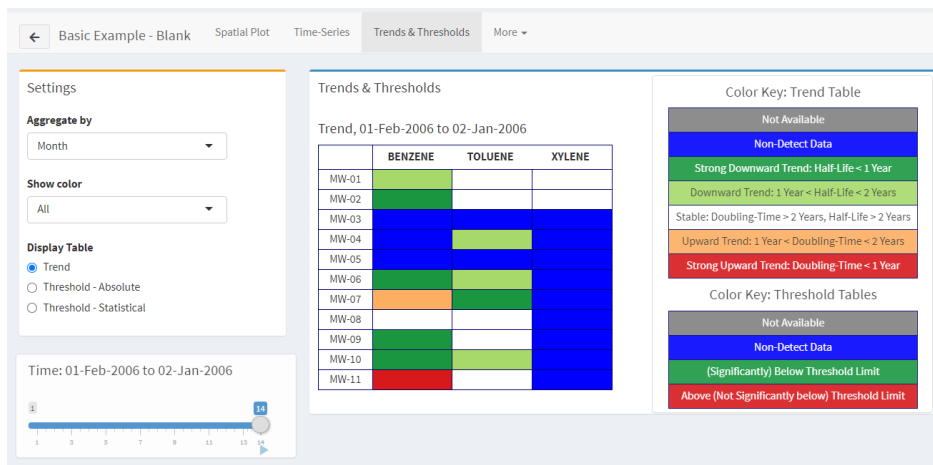 Basic Example - Blank
Spatial Plot
Time-Series
Trends & Thresholds
More
Settings
Aggregate by
Month
Show color
All
Display Table
Trend
Threshold - Absolute
Threshold - Statistical
Time: 01-Feb-2006 to 02-Jan-2006
1
14
1 3 5 7 9 11 13 14
Trends & Thresholds
Trend, 01-Feb-2006 to 02-Jan-2006
BENZENE TOLUENE XYLENE
MW-01
MW-02
MW-03
MW-04
MW-05
MW-06
MW-07
MW-08
MW-09
MW-10
MW-11
Color Key: Trend Table
Not Available
Non-Detect Data
Strong Downward Trend: Half-Life < 1 Year
Downward Trend: 1 Year < Half-Life < 2 Years
Stable: Doubling-Time > 2 Years, Half-Life > 2 Years
Upward Trend: 1 Year < Doubling-Time < 2 Years
Strong Upward Trend: Doubling-Time < 1 Year
Color Key: Threshold Tables
Not Available
Non-Detect Data
(Significantly) Below Threshold Limit
Above (Not Significantly below) Threshold Limit